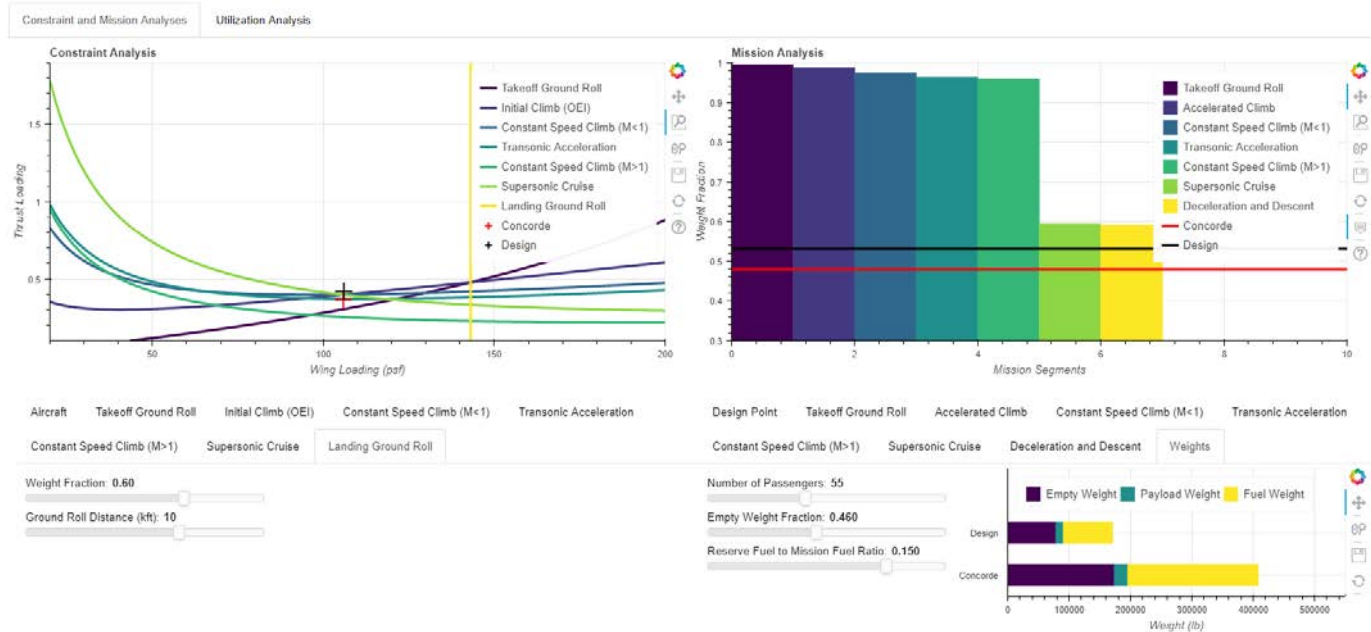 Constraint and Mission Analyses
Utilization Analysis
Constraint Analysis
Thrust Loading
1.5
1
0.5
50
100
150
200
Wing Loading (psf)
Takeoff Ground Roll
Initial Climb (OEI)
Constant Speed Climb (M<1)
Transonic Acceleration
Constant Speed Climb (M>1)
Supersonic Cruise
Landing Ground Roll
Concorde
Design
Mission Analysis
Weight Fraction
1
0.9
0.8
0.7
0.6
0.5
0.4
0.3
0
2
4
6
8
10
Mission Segments
Takeoff Ground Roll
Accelerated Climb
Constant Speed Climb (M<1)
Transonic Acceleration
Constant Speed Climb (M>1)
Supersonic Cruise
Deceleration and Descent
Concorde
Design
Aircraft Takeoff Ground Roll Initial Climb (OEI) Constant Speed Climb (M<1) Transonic Acceleration
Constant Speed Climb (M>1) Supersonic Cruise Landing Ground Roll
Weight Fraction: 0.60
Ground Roll Distance (kft): 10
Design Point Takeoff Ground Roll Accelerated Climb Constant Speed Climb (M<1) Transonic Acceleration
Constant Speed Climb (M>1) Supersonic Cruise Deceleration and Descent Weights
Number of Passengers: 55
Empty Weight Fraction: 0.460
Reserve Fuel to Mission Fuel Ratio: 0.150
Empty Weight Payload Weight Fuel Weight
Design
Concorde
0 100000 200000 300000 400000 500000
Weight (lb)